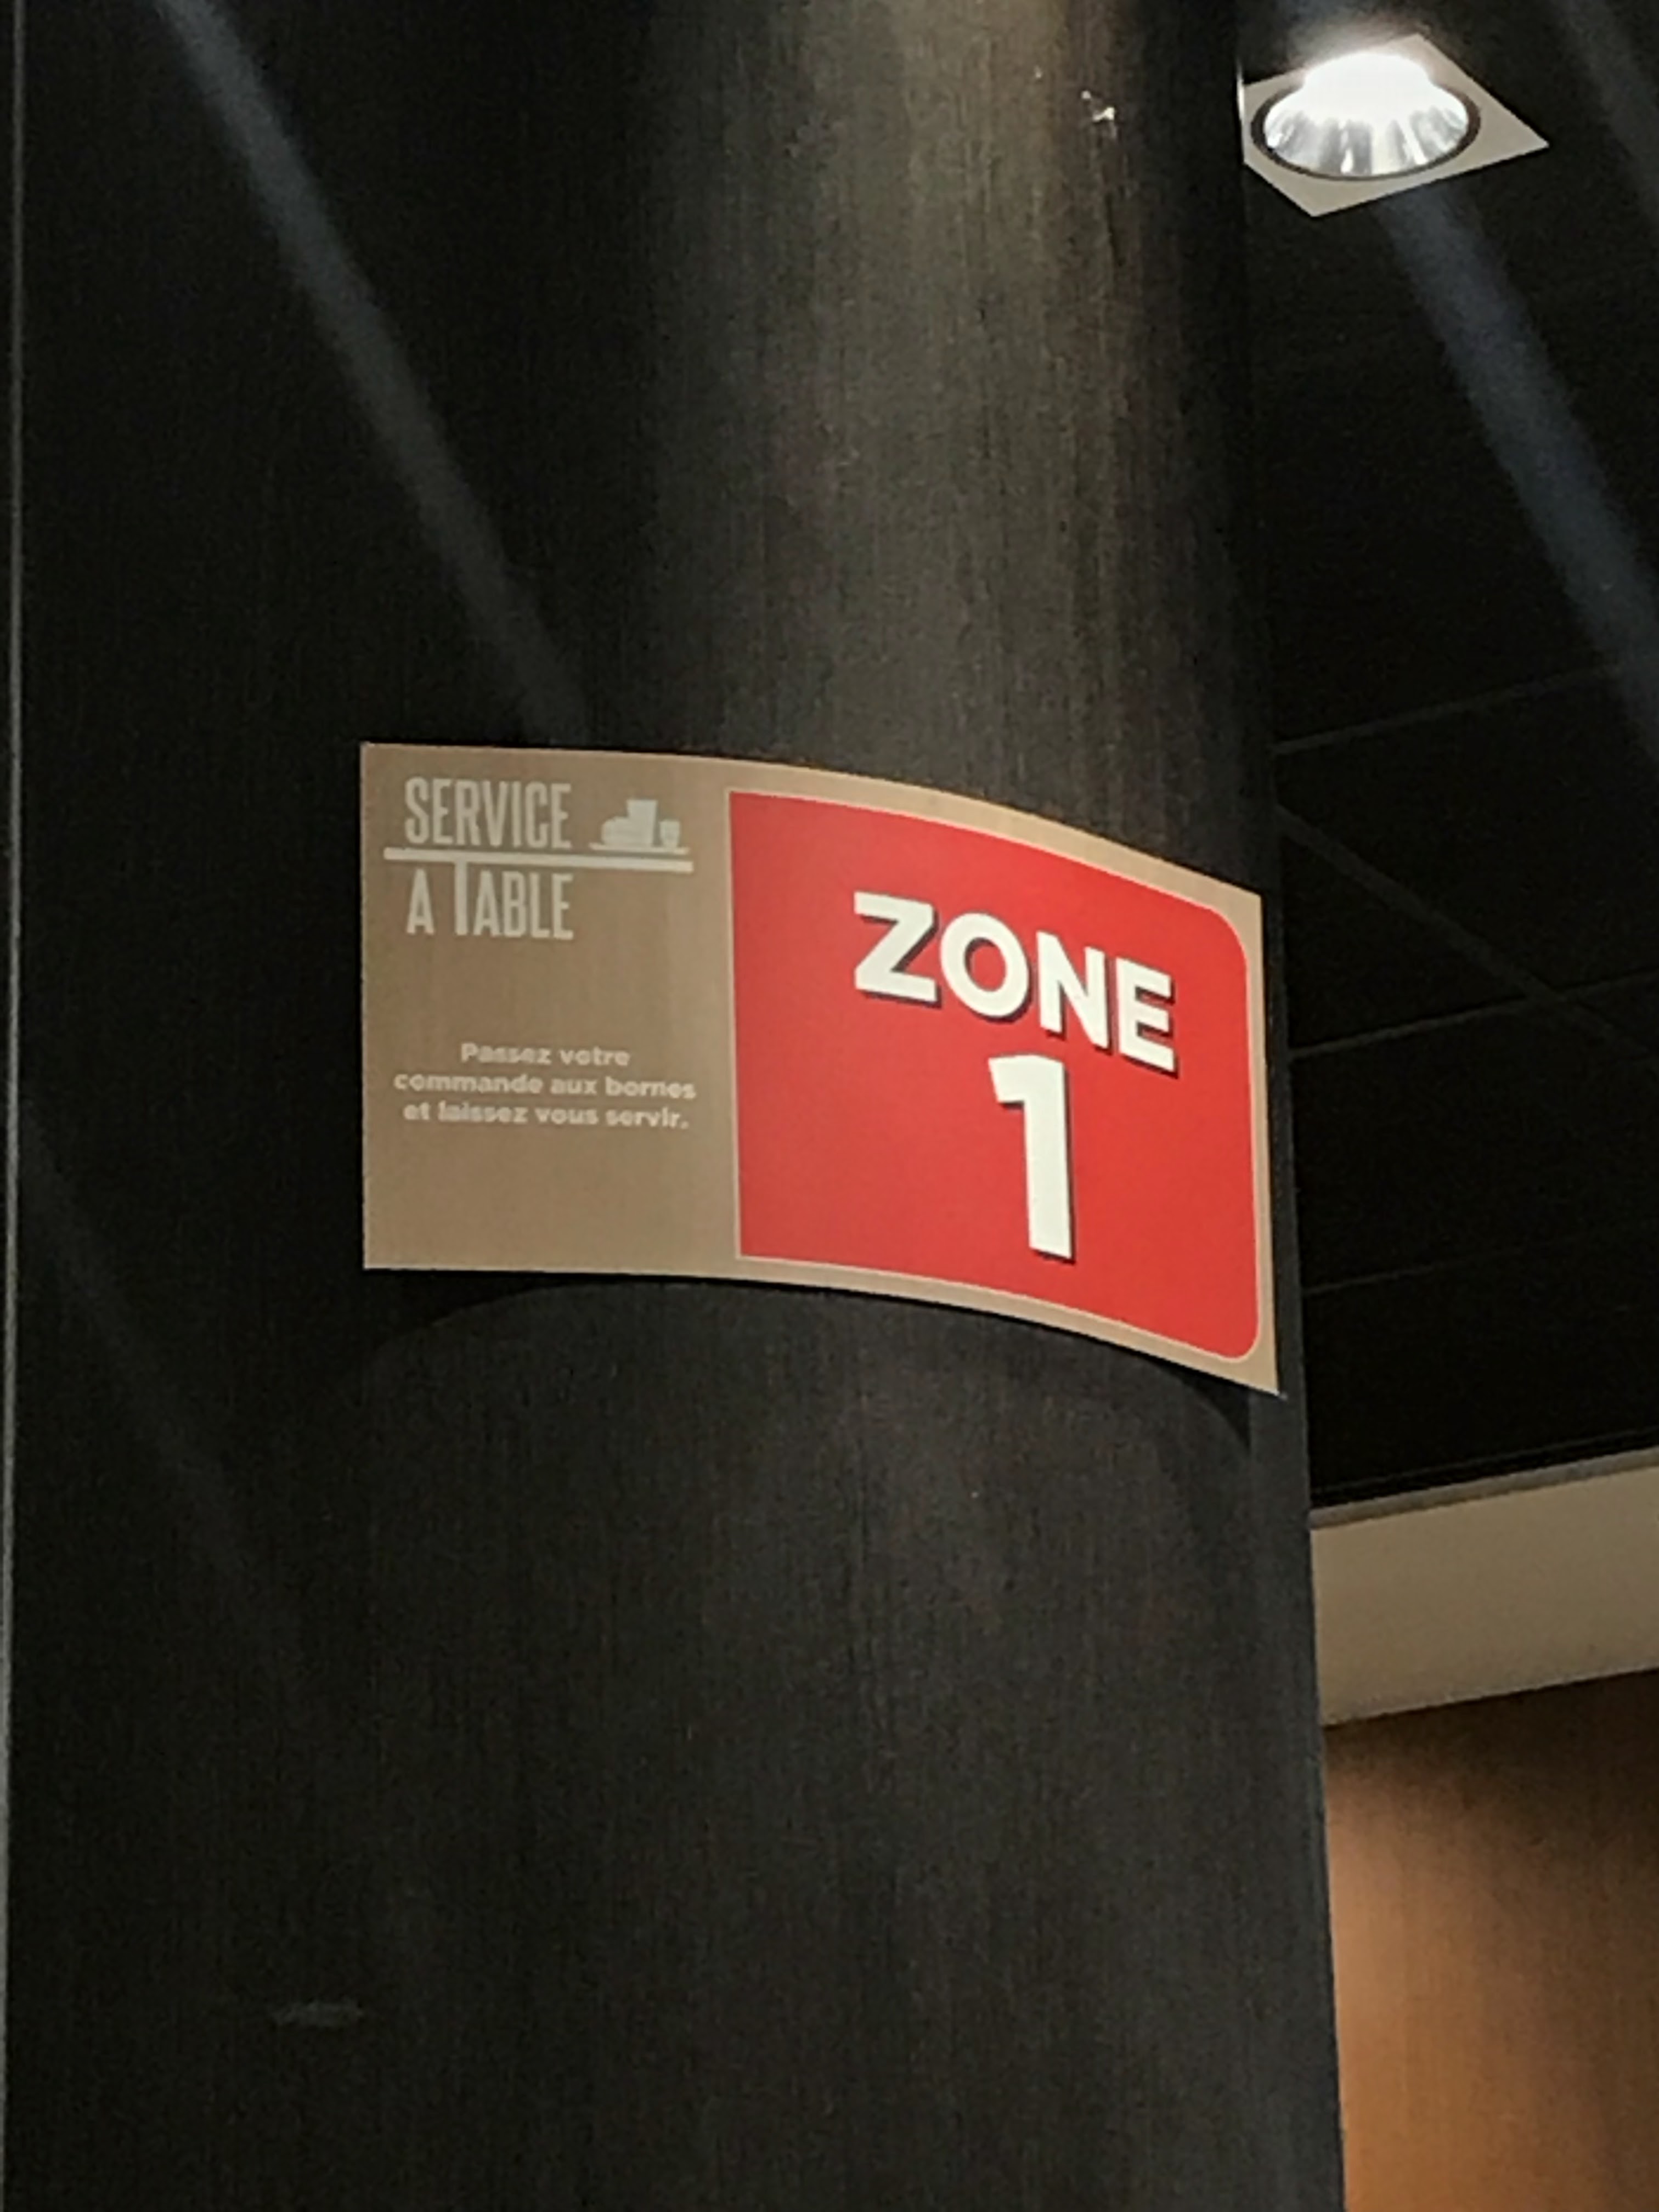 SERVICE
A TABLE
Passez votre
commande aux bornes
et laissez vous servir.
ZONE
1